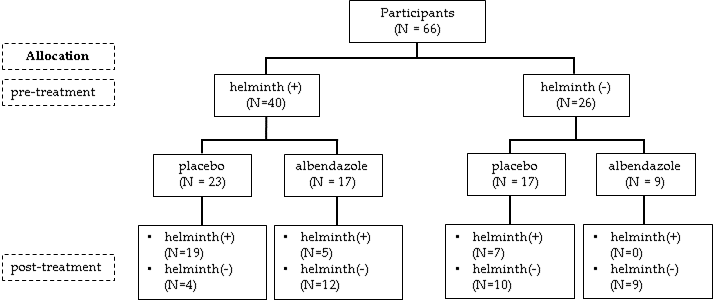 Participants
(N = 66)
Allocation
pre-treatment
helminth (+)
(N=40)
helminth (-)
(N=26)
placebo
(N = 23)
albendazole
(N = 17)
placebo
(N = 17)
albendazole
(N = 9)
post-treatment
• helminth(+)
(N=19)
• helminth(-)
(N=4)
• helminth(+)
(N=5)
• helminth(-)
(N=12)
• helminth(+)
(N=7)
• helminth(-)
(N=10)
• helminth(+)
(N=0)
• helminth(-)
(N=9)